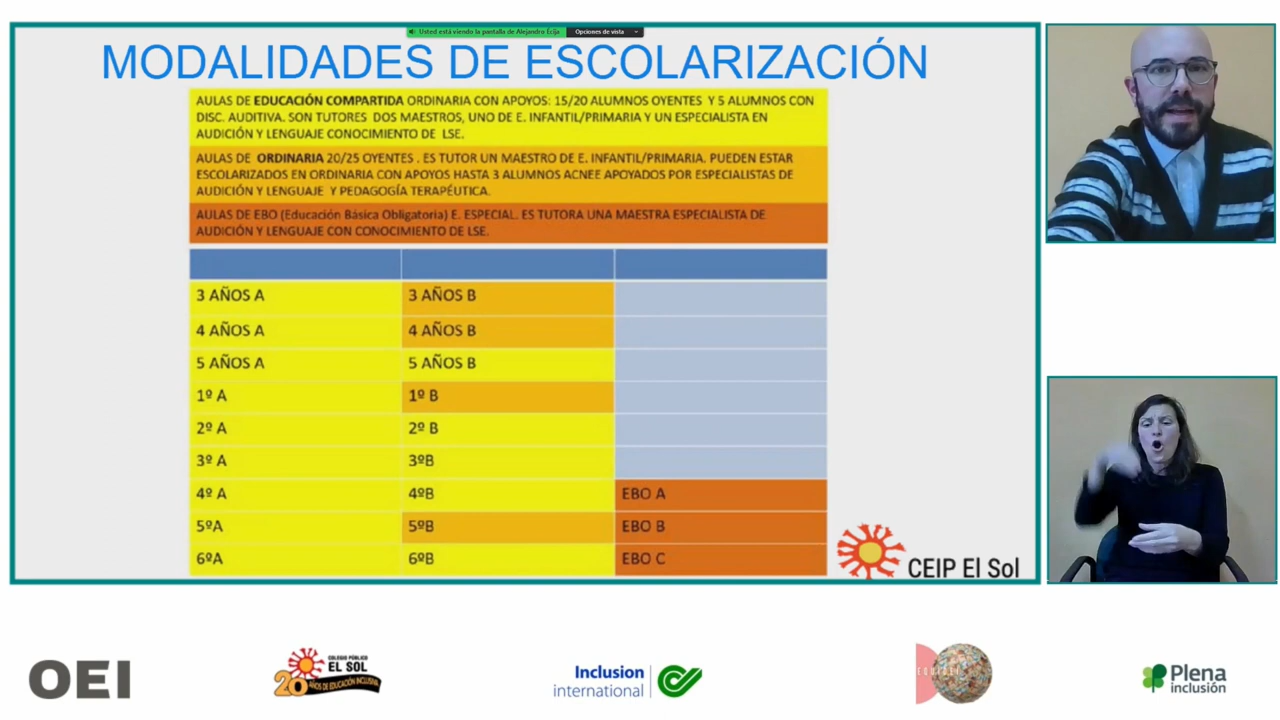 Usted está viendo la pantalla de Alejandro Écija
Opciones de vista
MODALIDADES DE ESCOLARIZACIÓN
AULAS DE EDUCACIÓN COMPARTIDA ORDINARIA CON APOYOS: 15/20 ALUMNOS OYENTES Y 5 ALUMNOS CON
DISC. AUDITIVA. SON TUTORES DOS MAESTROS, UNO DE E. INFANTIL/PRIMARIA Y UN ESPECIALISTA EN
AUDICIÓN Y LENGUAJE CONOCIMIENTO DE LSE.
AULAS DE ORDINARIA 20/25 OYENTES . ES TUTOR UN MAESTRO DE E. INFANTIL/PRIMARIA. PUEDEN ESTAR
ESCOLARIZADOS EN ORDINARIA CON APOYOS HASTA 3 ALUMNOS ACNEE APOYADOS POR ESPECIALISTAS DE
AUDICIÓN Y LENGUAJE Y PEDAGOGÍA TERAPÉUTICA.
AULAS DE EBO (Educación Básica Obligatoria) E. ESPECIAL. ES TUTORA UNA MAESTRA ESPECIALISTA DE
AUDICIÓN Y LENGUAJE CON CONOCIMIENTO DE LSE.
3 AÑOS A
3 AÑOS B
4 AÑOS A
4 AÑOS B
5 AÑOS A
5 AÑOS B
1º A
1º B
2º A
2º B
3º A
3ºB
4º A
4ºB
EBO A
5ºA
5ºB
EBO B
6ºA
6ºB
EBO C
CEIP El Sol
OEI
COLEGIO PÚBLICO
EL SOL
20 AÑOS DE EDUCACIÓN INCLUSIVA
Inclusion
international
Plena
inclusión